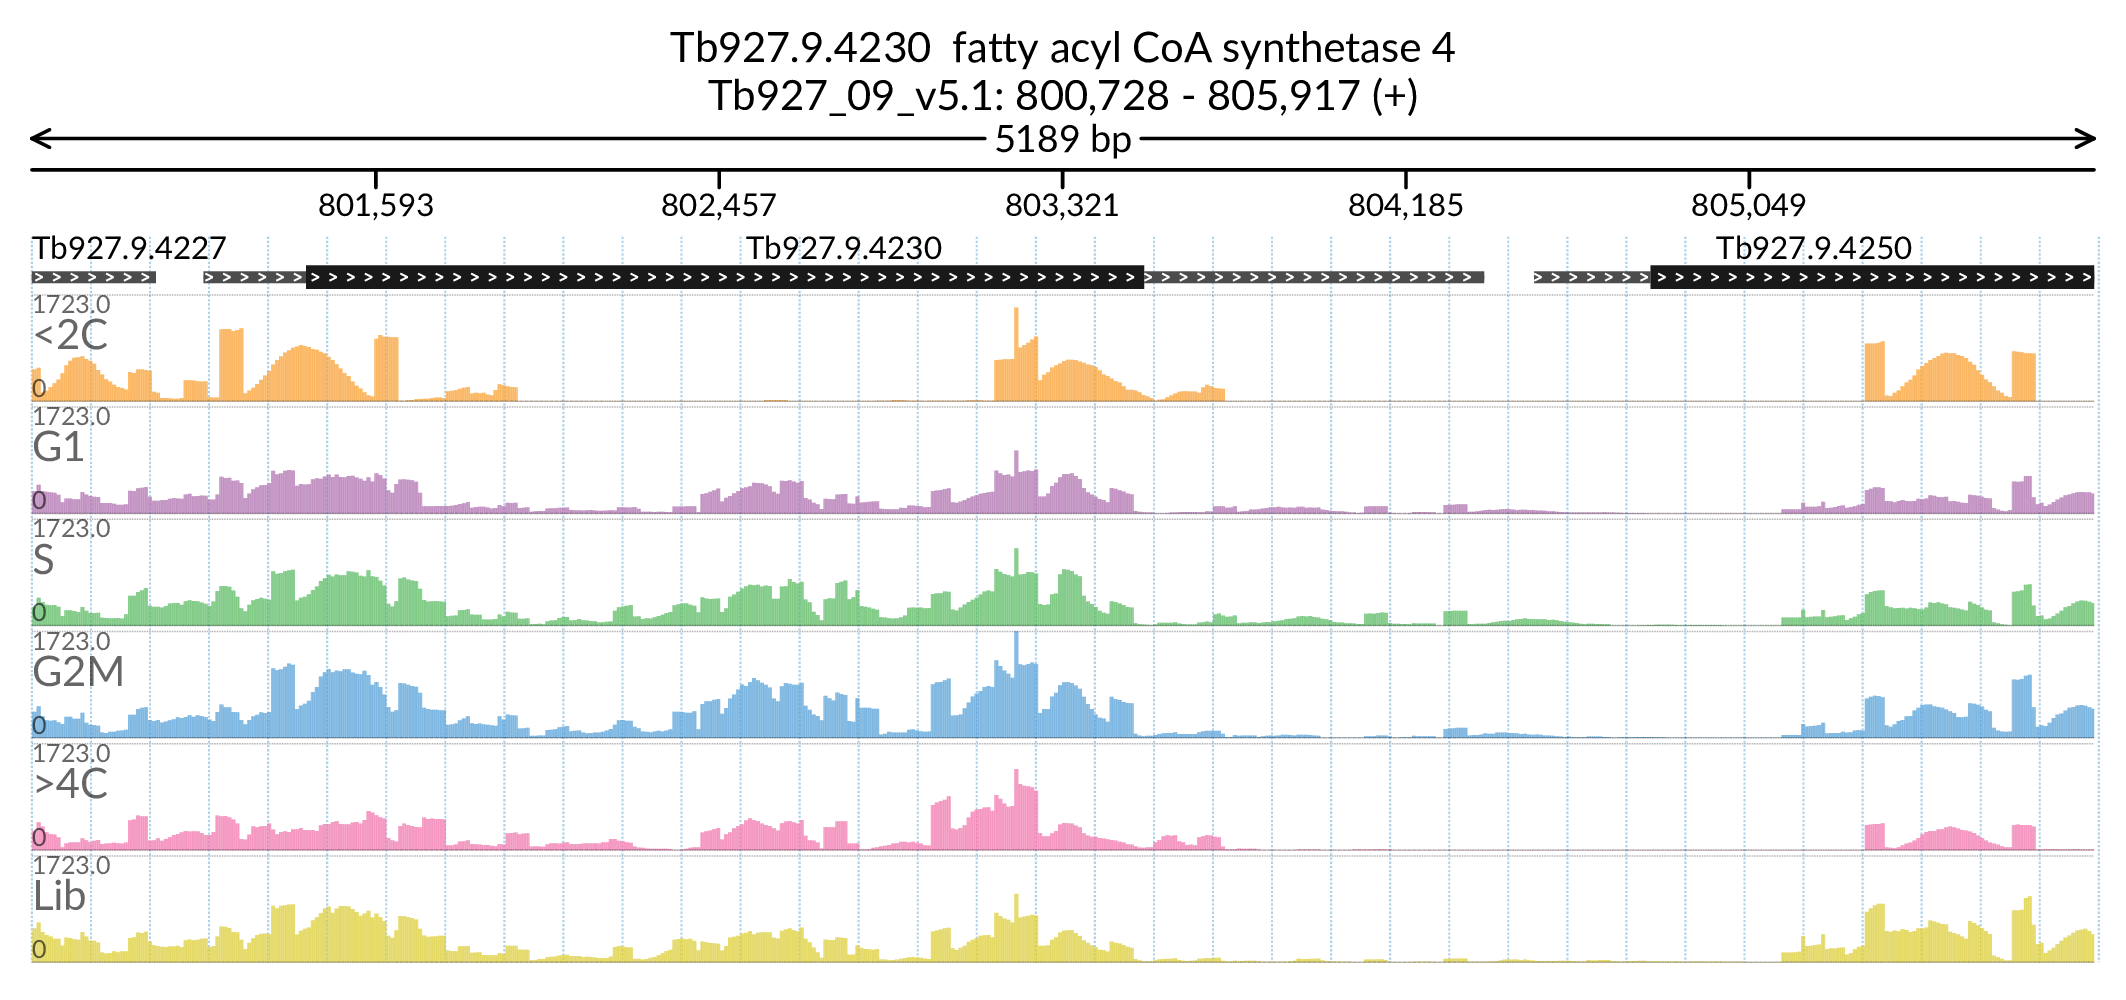 Tb927.9.4230  fatty acyl CoA synthetase 4
Tb927_09_v5.1: 800,728 - 805,917 (+)
5189 bp
801,593 802,457 803,321 804,185 805,049
Tb927.9.4227 Tb927.9.4230 Tb927.9.4250
1723.0
<2C
0
1723.0
G1
0
1723.0
S
0
1723.0
G2M
0
1723.0
>4C
0
1723.0
Lib
0